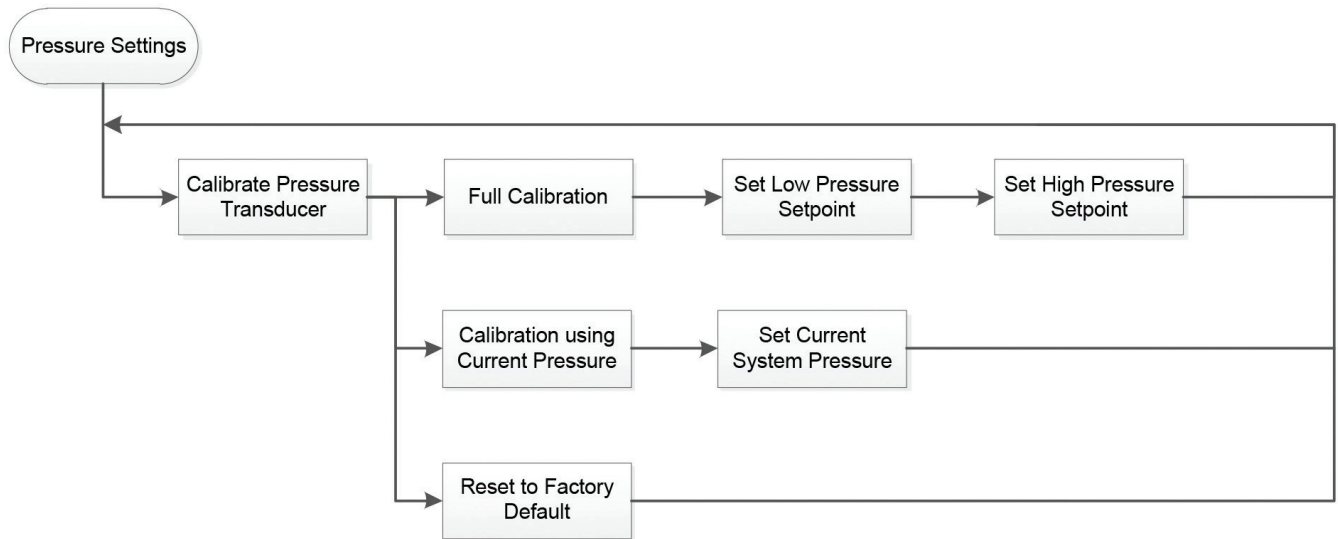 Pressure Settings
Calibrate Pressure
Transducer
Full Calibration
Set Low Pressure
Setpoint
Set High Pressure
Setpoint
Calibration using
Current Pressure
Set Current
System Pressure
Reset to Factory
Default